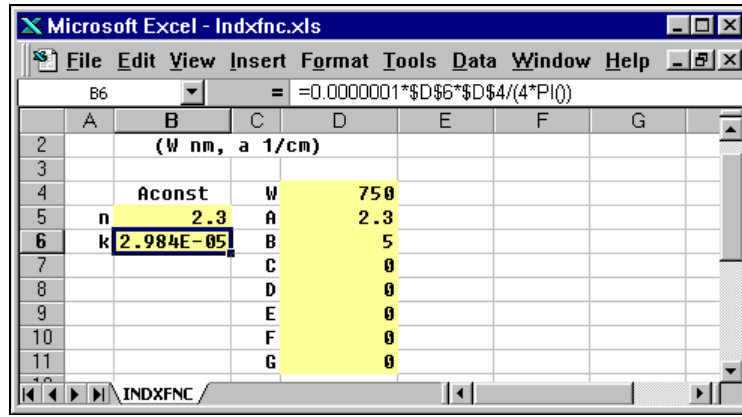 Microsoft Excel - Indxfnc.xls
File Edit View Insert Format Tools Data Window Help
B6 = =0.0000001*$D$6*$D$4/(4*PI())
A B C D E F G
2 (W nm, a 1/cm)
3
4 Aconst W 750
5 n 2.3 A 2.3
6 k 2.984E-05 B 5
7 C 0
8 D 0
9 E 0
10 F 0
11 G 0
INDXFNC